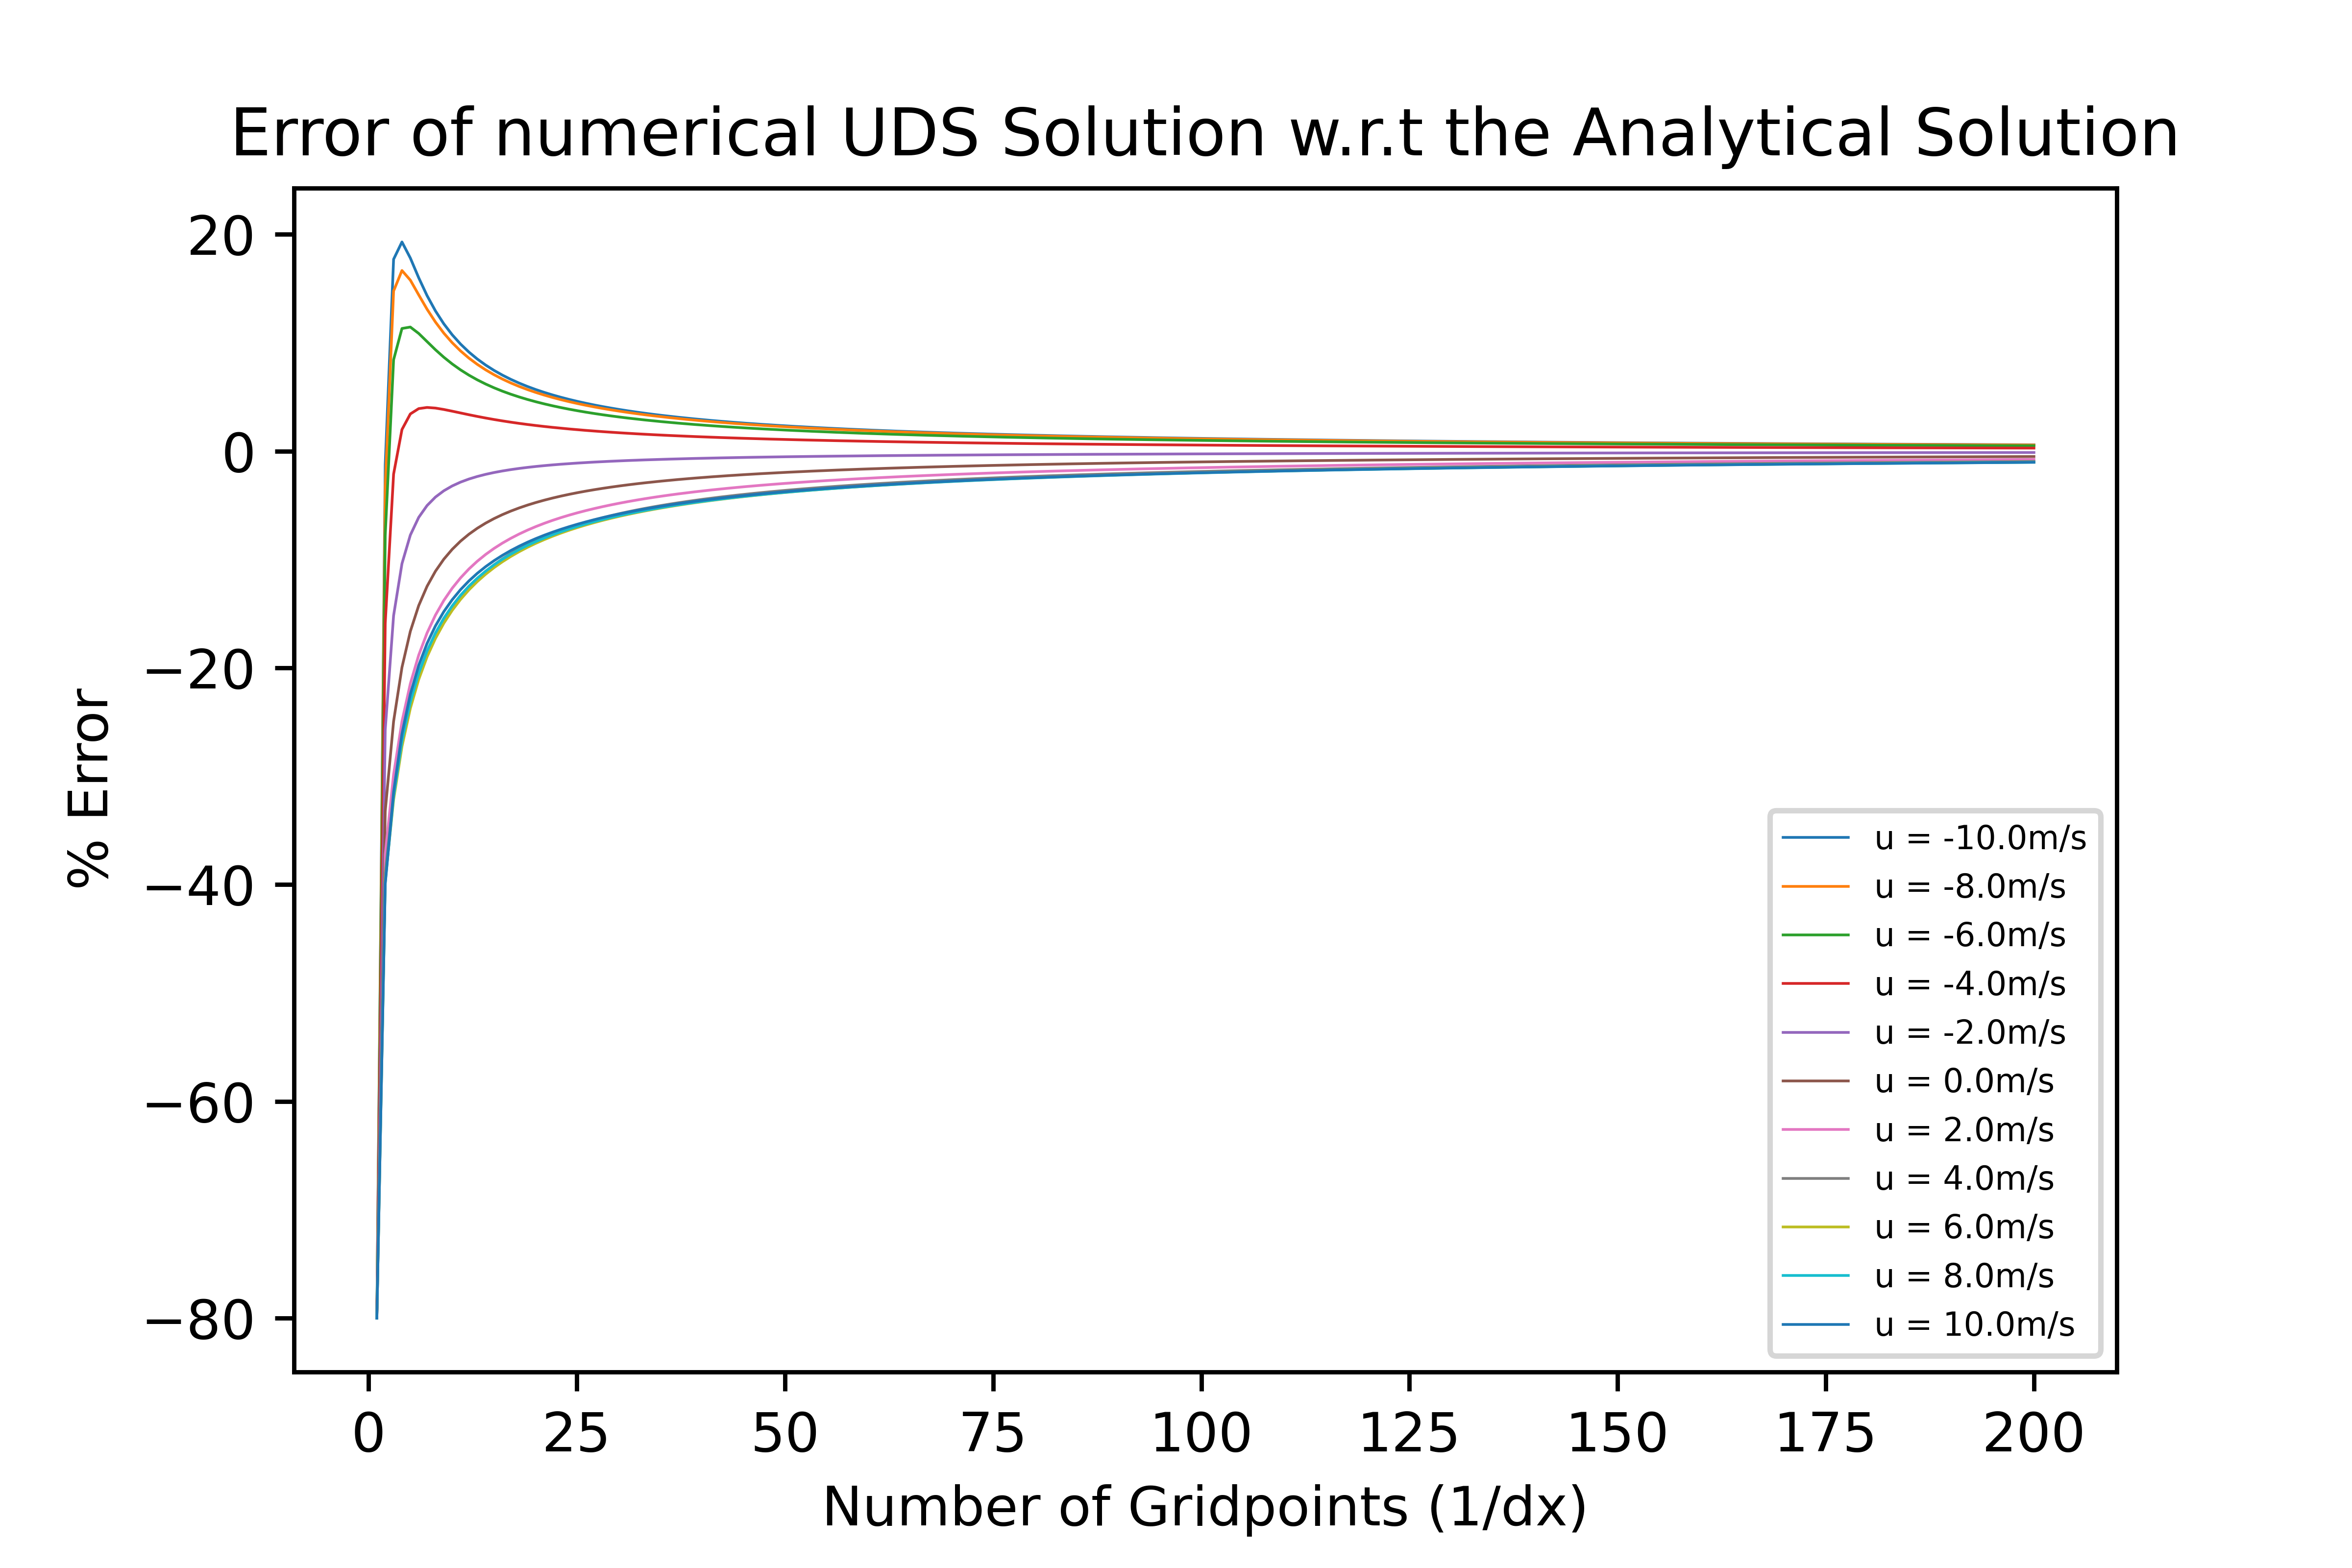 Error of numerical UDS Solution w.r.t the Analytical Solution
20
0
−20
−40
−60
−80
% Error
0 25 50 75 100 125 150 175 200
Number of Gridpoints (1/dx)
u = -10.0m/s
u = -8.0m/s
u = -6.0m/s
u = -4.0m/s
u = -2.0m/s
u = 0.0m/s
u = 2.0m/s
u = 4.0m/s
u = 6.0m/s
u = 8.0m/s
u = 10.0m/s